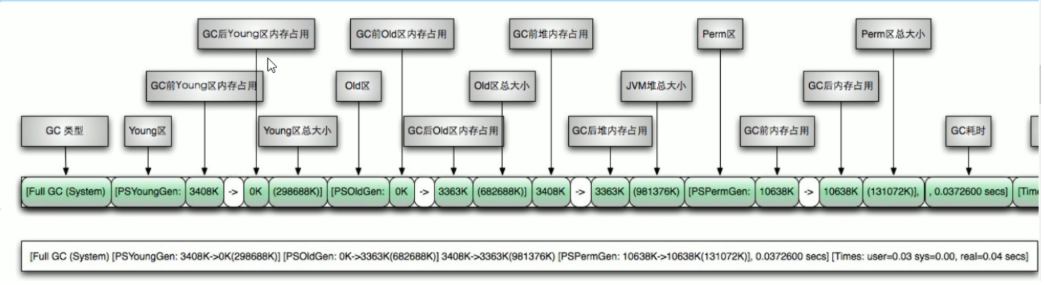 GC后Young区内存占用 GC前Old区内存占用 GC前堆内存占用 Perm区 Perm区总大小
GC前Young区内存占用 Old区 Old区总大小 JVM堆总大小 GC后内存占用
GC 类型 Young区 Young区总大小 GC后Old区内存占用 GC后堆内存占用 GC前内存占用 GC耗时
[Full GC (System) [PSYoungGen: 3408K -> 0K (298688K)] [PSOldGen: 0K -> 3363K (682688K)] 3408K -> 3363K (981376K) [PSPermGen: 10638K -> 10638K (131072K)], , 0.0372600 secs] [Time
[Full GC (System) [PSYoungGen: 3408K->0K(298688K)] [PSOldGen: 0K->3363K(682688K)] 3408K->3363K(981376K) [PSPermGen: 10638K->10638K(131072K)], 0.0372600 secs] [Times: user=0.03 sys=0.00, real=0.04 secs]